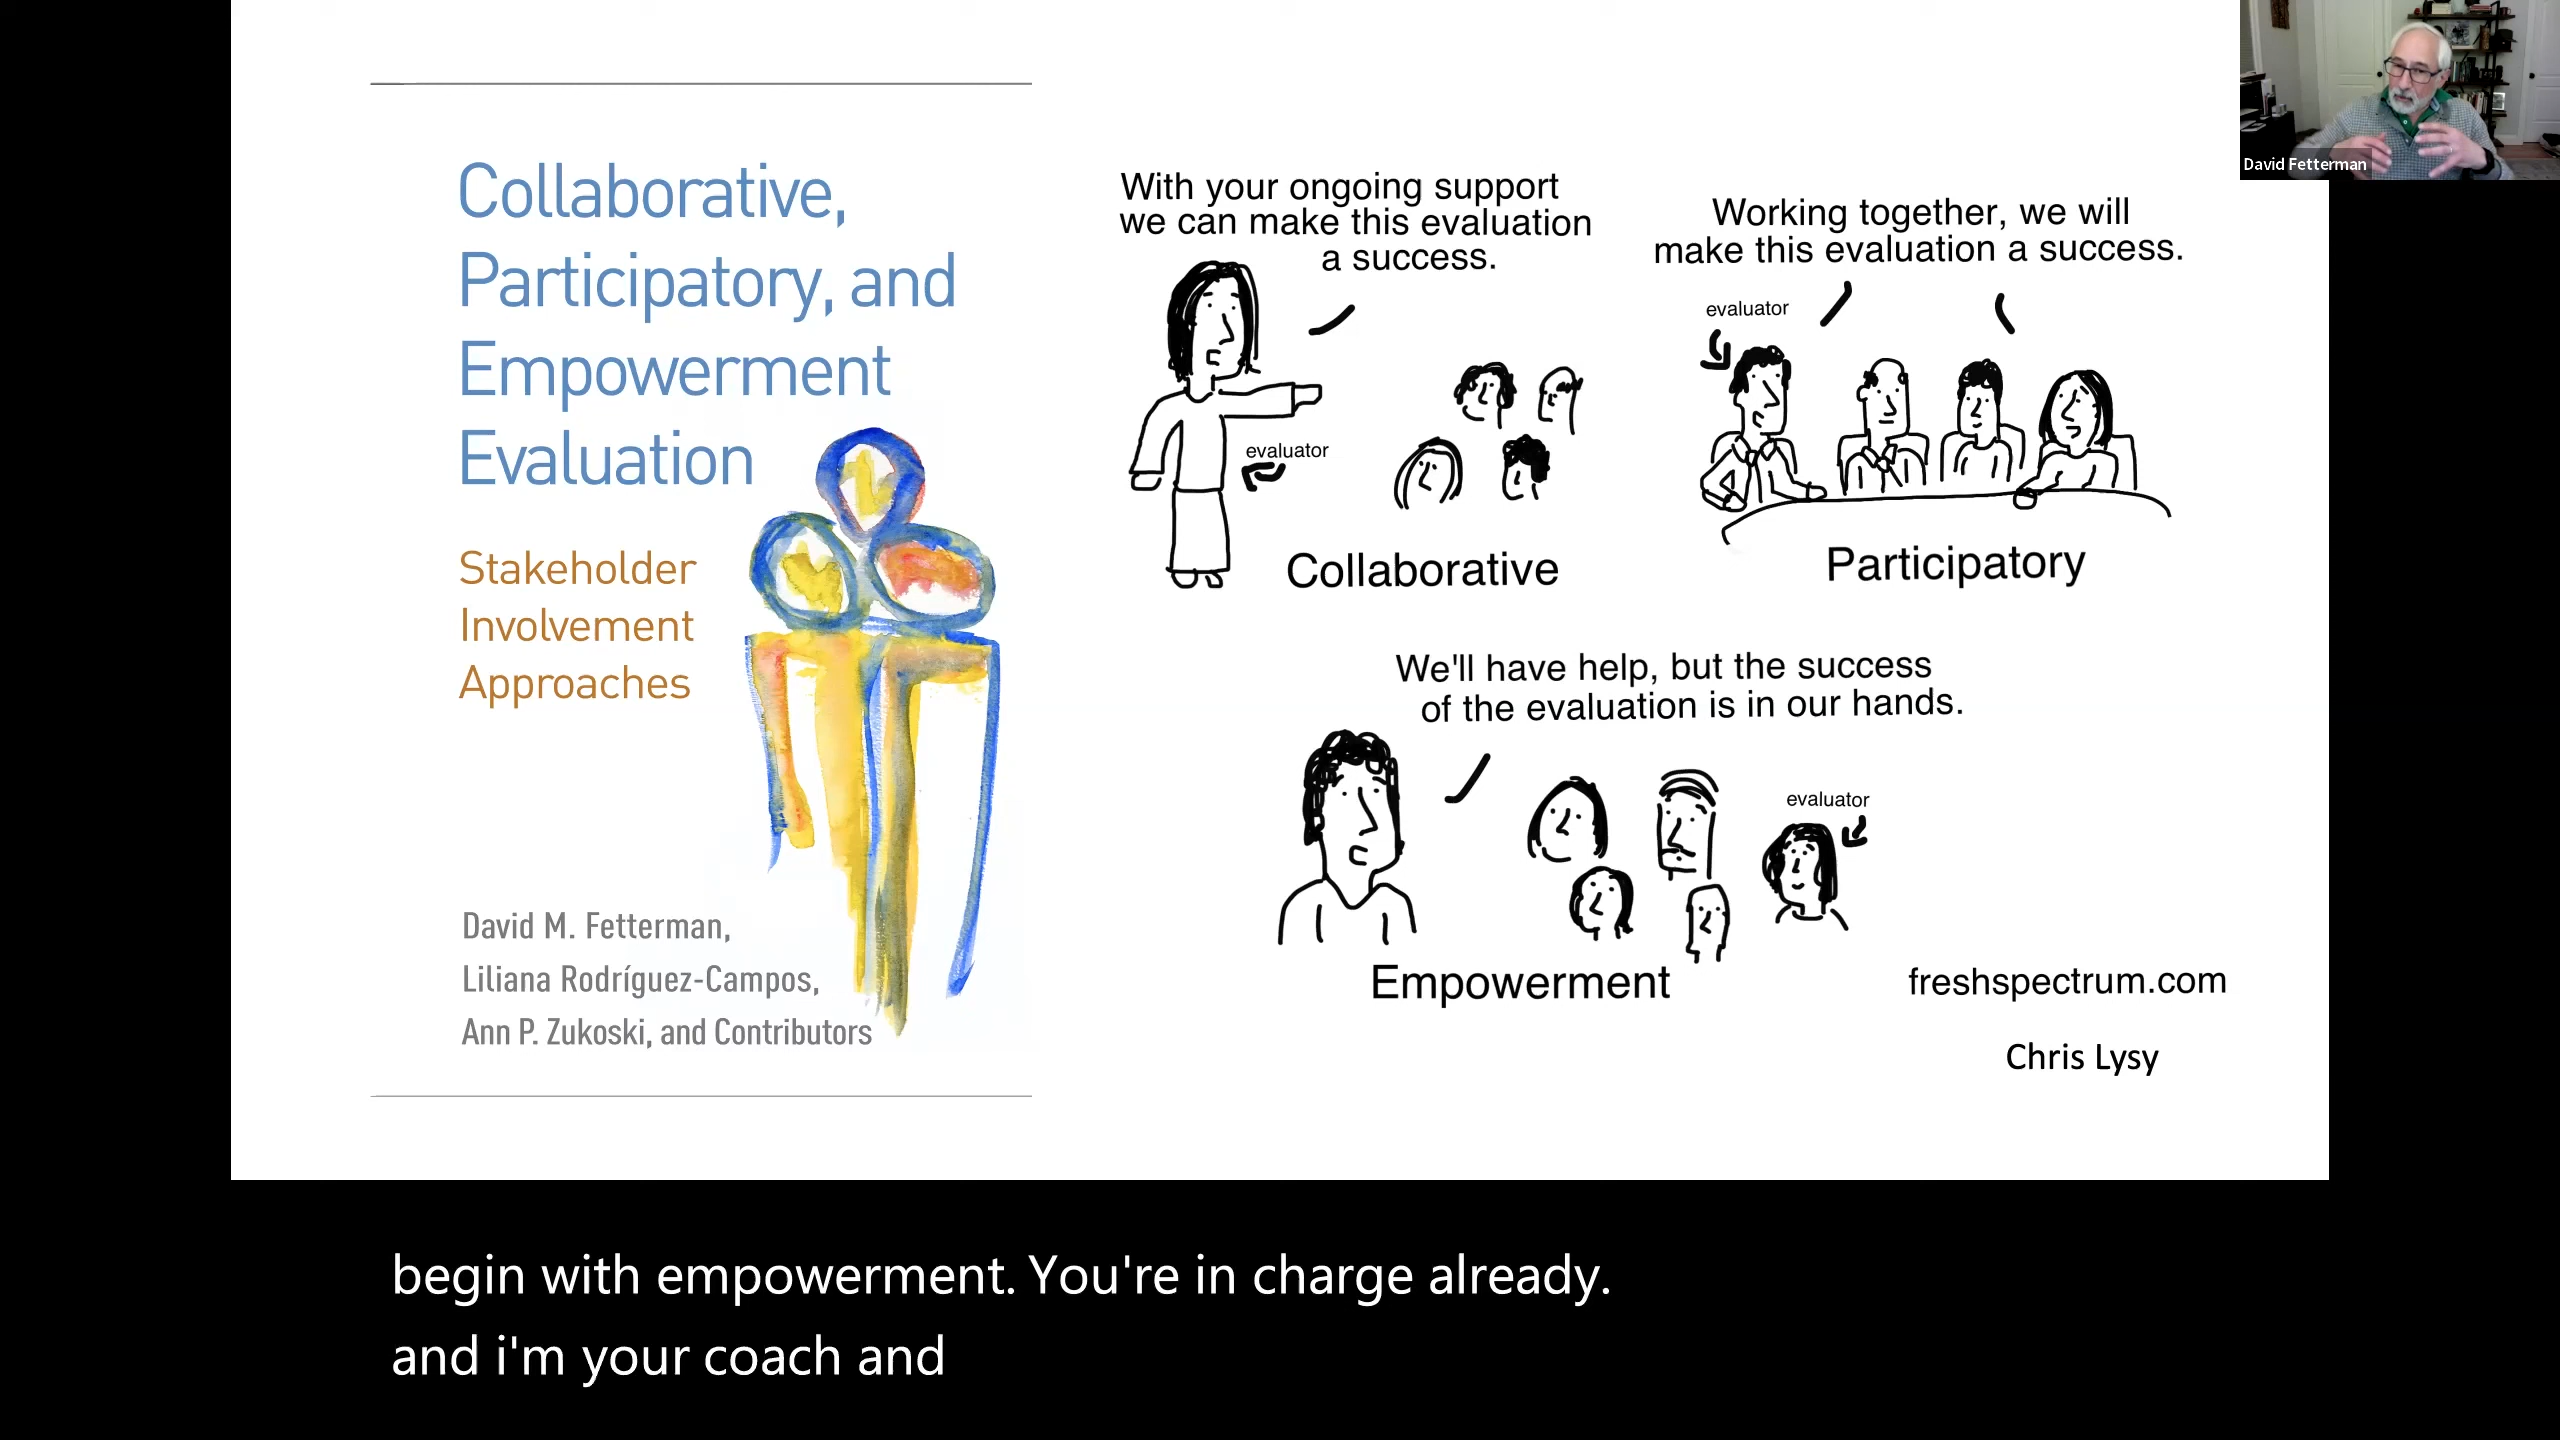 Collaborative,
Participatory, and
Empowerment
Evaluation
Stakeholder
Involvement
Approaches
David M. Fetterman,
Liliana Rodríguez-Campos,
Ann P. Zukoski, and Contributors
With your ongoing support
we can make this evaluation
a success.
evaluator
Collaborative
Working together, we will
make this evaluation a success.
evaluator
Participatory
We'll have help, but the success
of the evaluation is in our hands.
evaluator
Empowerment
freshspectrum.com
Chris Lysy
David Fetterman
begin with empowerment. You're in charge already.
and i'm your coach and